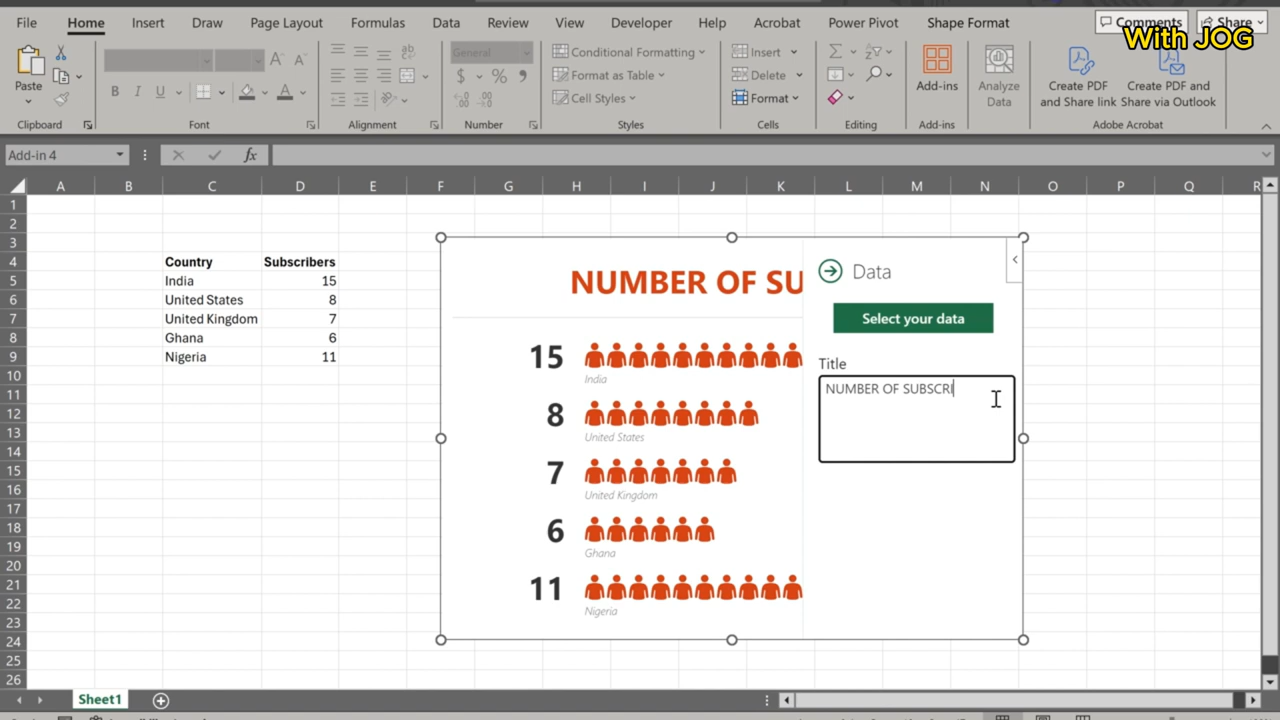 File Home Insert Draw Page Layout Formulas Data Review View Developer Help Acrobat Power Pivot Shape Format
Comments Share
With JOG
Paste
Clipboard
B I U A
Font
Alignment
General
$ % ,
Number
Conditional Formatting
Format as Table
Cell Styles
Styles
Insert
Delete
Format
Cells
Editing
Add-ins
Add-ins
Analyze
Data
Create PDF
and Share link
Create PDF and
Share via Outlook
Adobe Acrobat
Add-in 4 fx
A B C D E F G H I J K L M N O P Q R
1
2
3
4 Country Subscribers
5 India 15
6 United States 8
7 United Kingdom 7
8 Ghana 6
9 Nigeria 11
10
11
12
13
14
15
16
17
18
19
20
21
22
23
24
25
26
NUMBER OF SU
15
India
8
United States
7
United Kingdom
6
Ghana
11
Nigeria
Data
Select your data
Title
NUMBER OF SUBSCRI
Sheet1